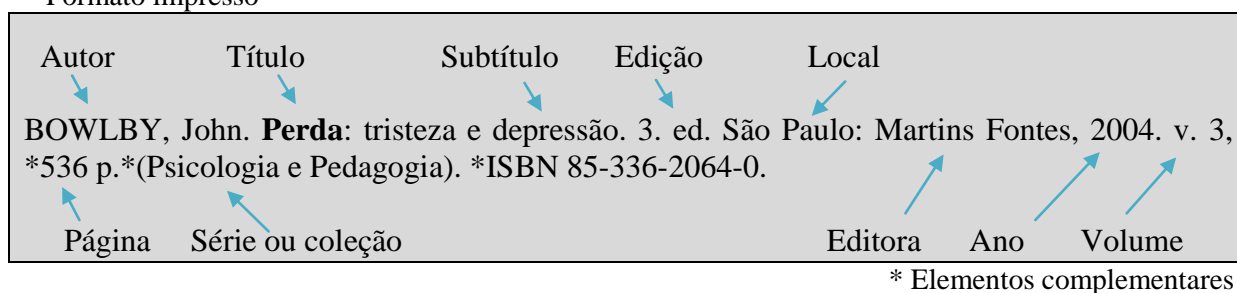 Formato impresso
Autor Título Subtítulo Edição Local
BOWLBY, John. Perda: tristeza e depressão. 3. ed. São Paulo: Martins Fontes, 2004. v. 3,
*536 p.*(Psicologia e Pedagogia). *ISBN 85-336-2064-0.
Página Série ou coleção Editora Ano Volume
* Elementos complementares